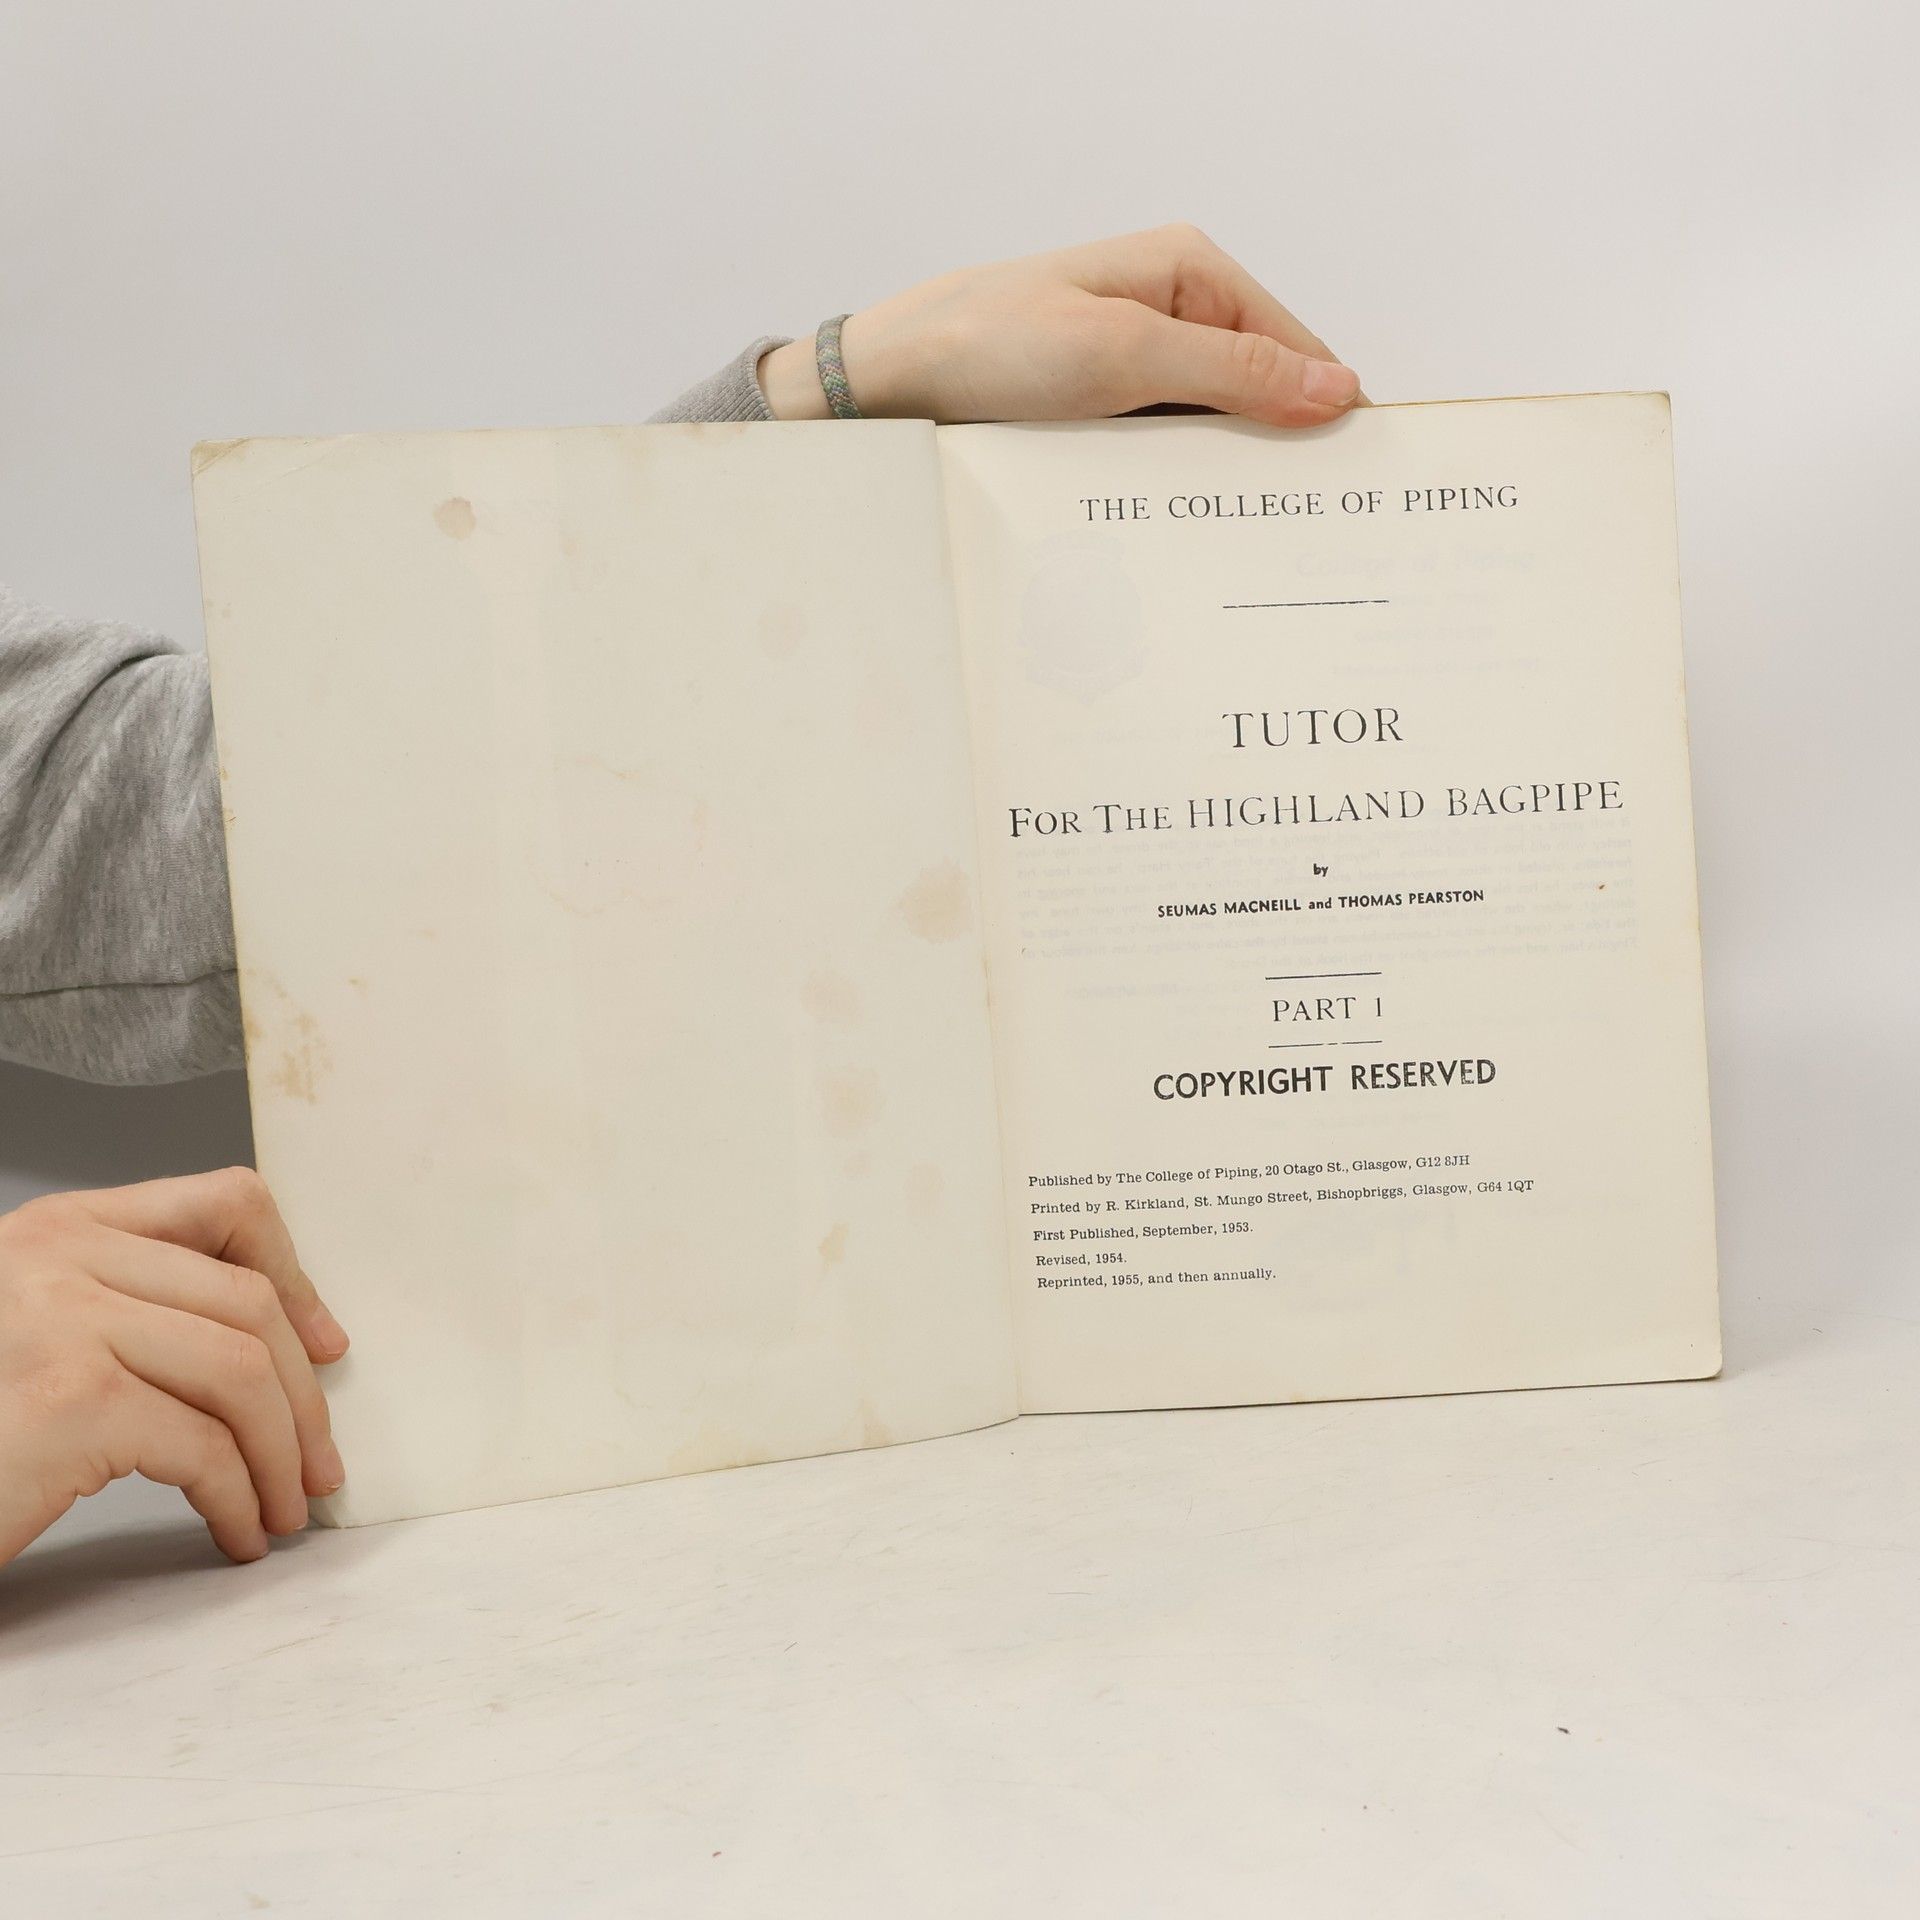 THE COLLEGE OF PIPING
TUTOR
FOR THE HIGHLAND BAGPIPE
by
SEUMAS MACNEILL and THOMAS PEARSTON
PART 1
COPYRIGHT RESERVED
Published by The College of Piping, 20 Otago St., Glasgow, G12 8JH
Printed by R. Kirkland, St. Mungo Street, Bishopbriggs, Glasgow, G64 1QT
First Published, September, 1953.
Revised, 1954.
Reprinted, 1955, and then annually.